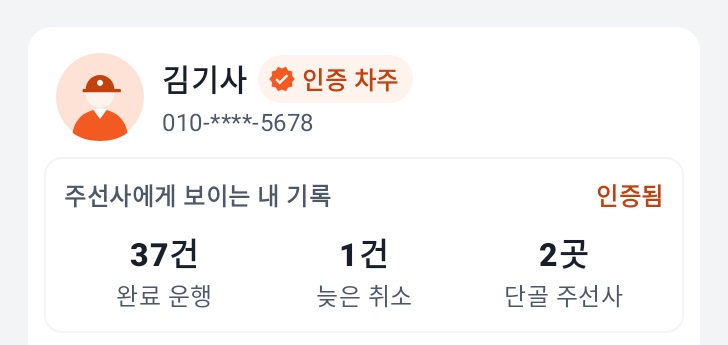 김기사 인증 차주
010-****-5678
주선사에게 보이는 내 기록 인증됨
37건 1건 2곳
완료 운행 늦은 취소 단골 주선사